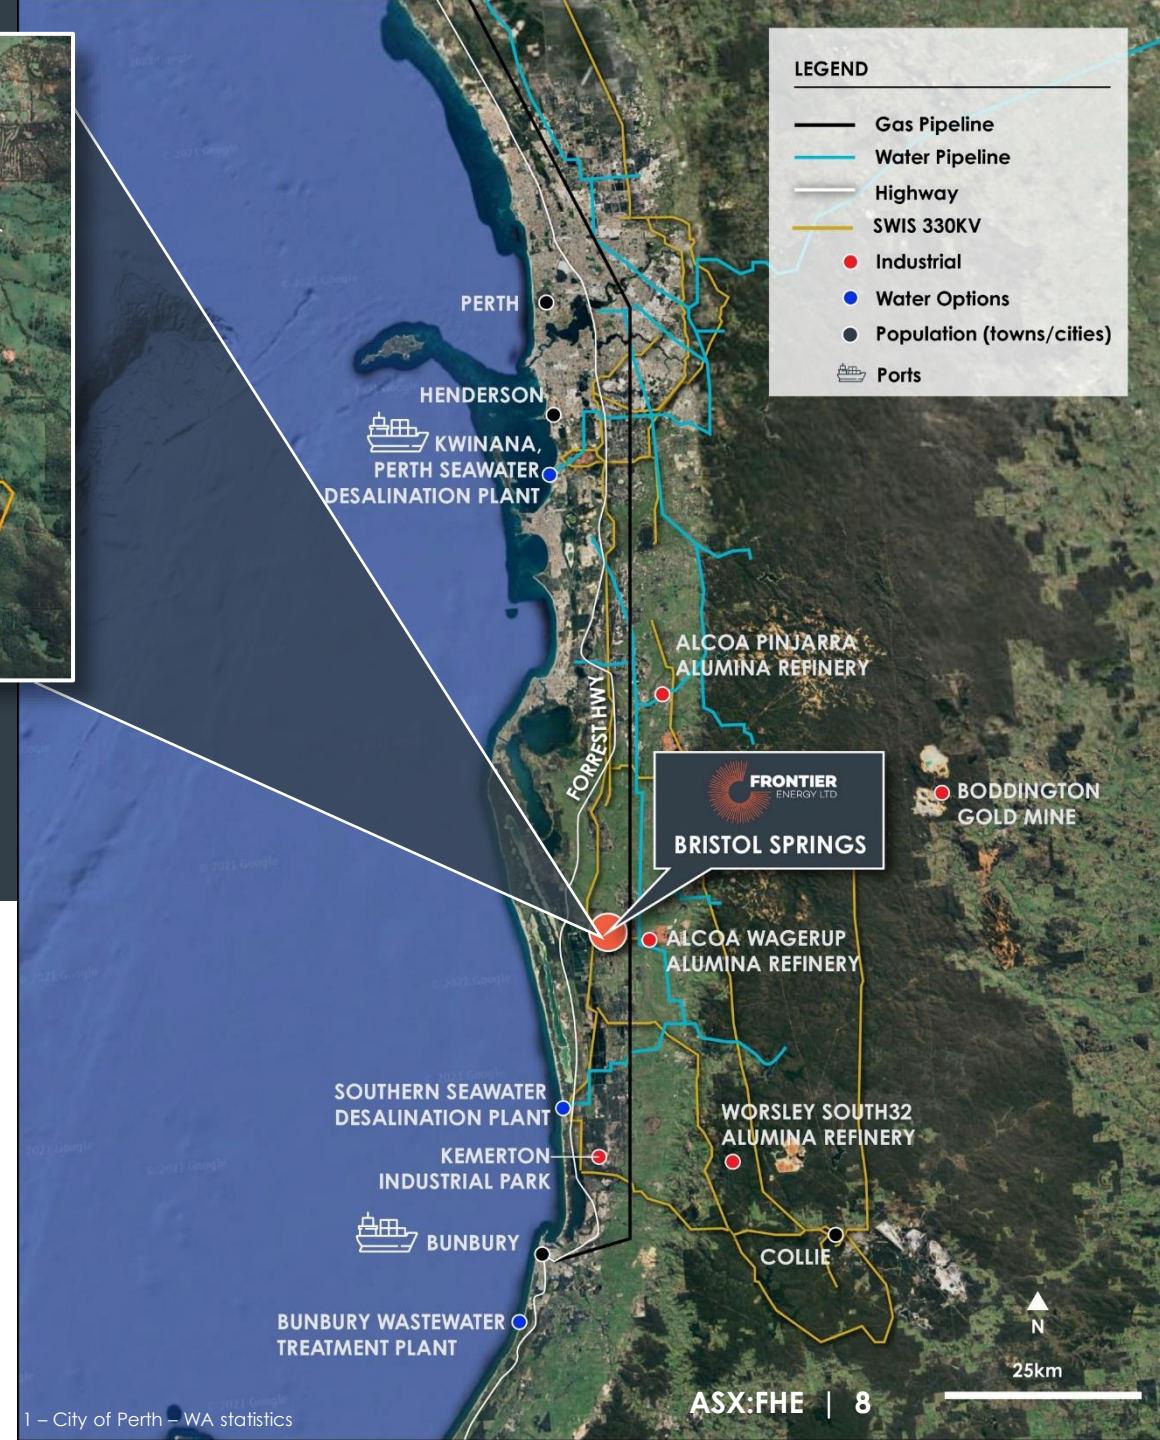 LEGEND
Gas Pipeline
Water Pipeline
Highway
SWIS 330KV
Industrial
Water Options
Population (towns/cities)
Ports
PERTH
HENDERSON
KWINANA,
PERTH SEAWATER
DESALINATION PLANT
ALCOA PINJARRA
ALUMINA REFINERY
FORREST HWY
FRONTIER
ENERGY LTD
BRISTOL SPRINGS
BODDINGTON
GOLD MINE
ALCOA WAGERUP
ALUMINA REFINERY
SOUTHERN SEAWATER
DESALINATION PLANT
WORSLEY SOUTH32
ALUMINA REFINERY
KEMERTON
INDUSTRIAL PARK
BUNBURY
COLLIE
BUNBURY WASTEWATER
TREATMENT PLANT
N
25km
ASX:FHE | 8
1 – City of Perth – WA statistics
© 2021 Google